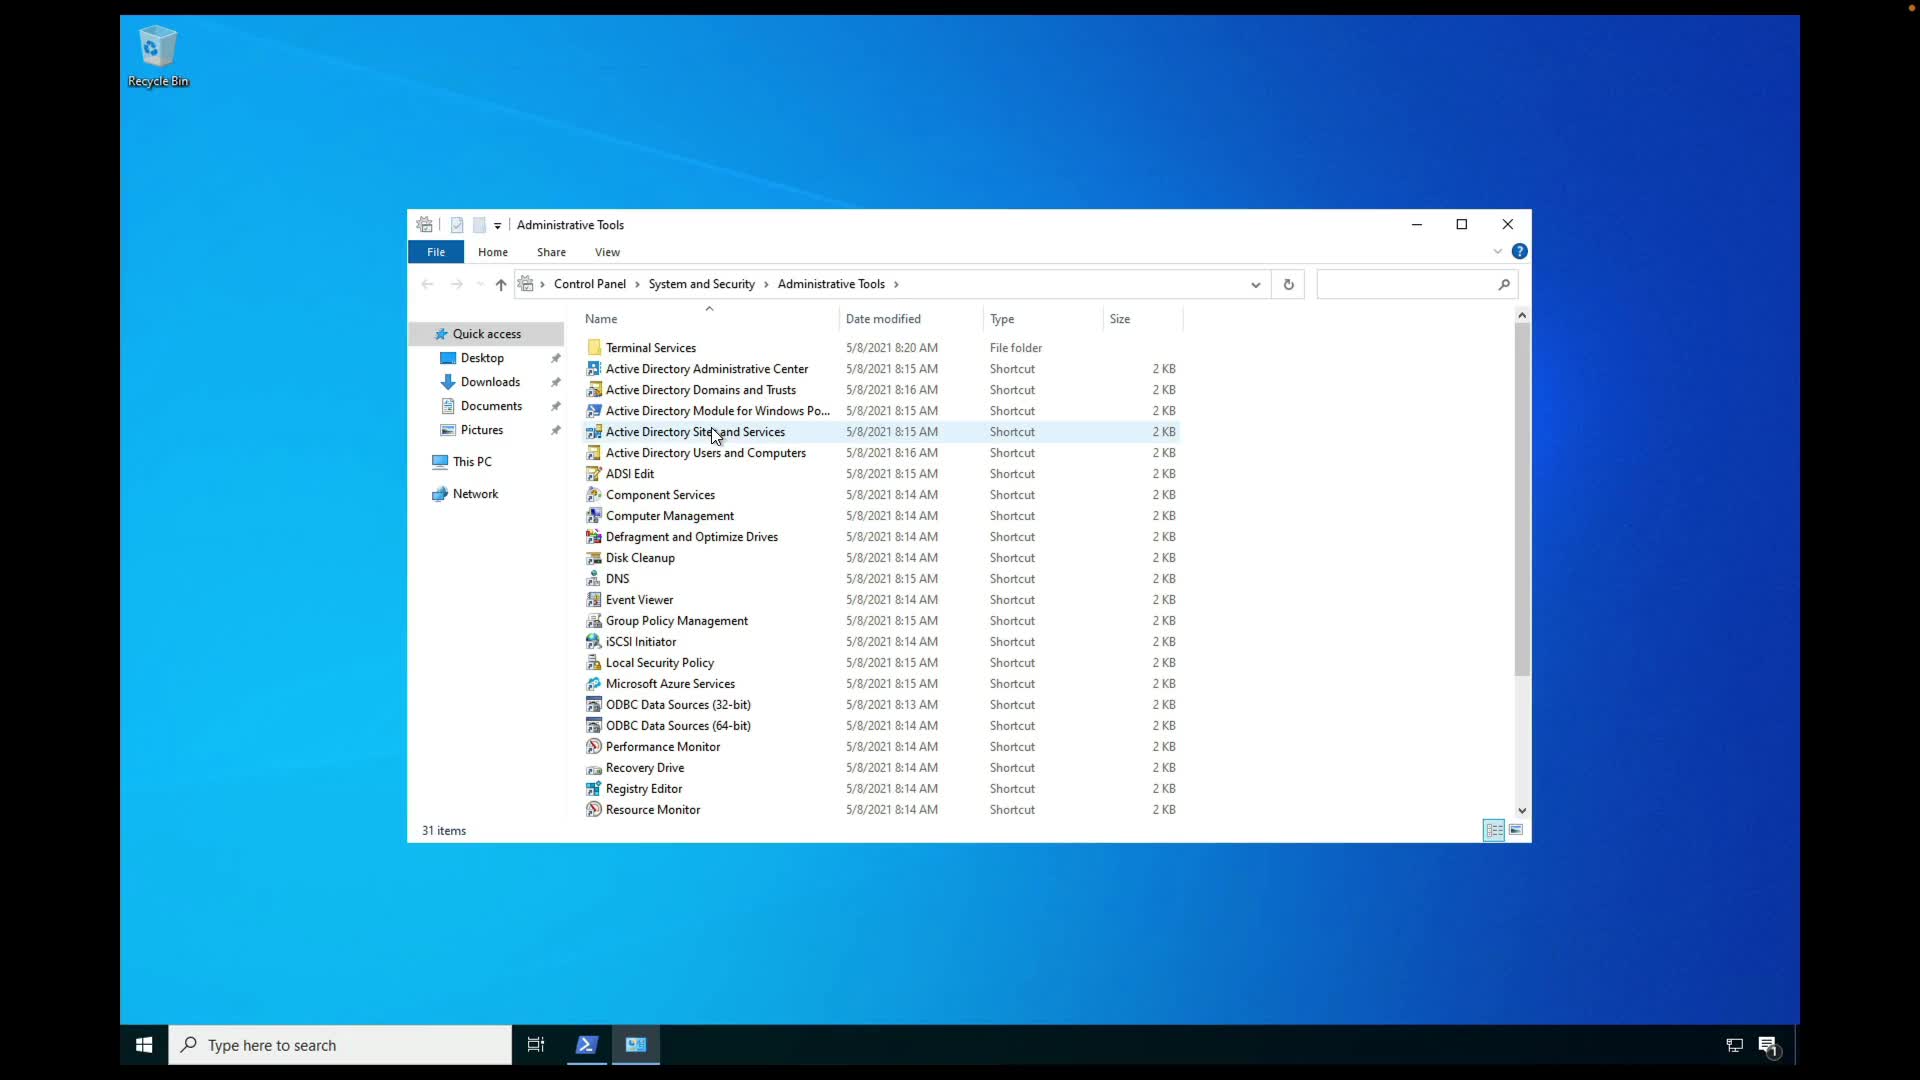 Recycle Bin
Administrative Tools
File Home Share View
Control Panel System and Security Administrative Tools
Name Date modified Type Size
Quick access
Desktop
Downloads
Documents
Pictures
This PC
Network
Terminal Services 5/8/2021 8:20 AM File folder
Active Directory Administrative Center 5/8/2021 8:15 AM Shortcut 2 KB
Active Directory Domains and Trusts 5/8/2021 8:16 AM Shortcut 2 KB
Active Directory Module for Windows Po... 5/8/2021 8:15 AM Shortcut 2 KB
Active Directory Sites and Services 5/8/2021 8:15 AM Shortcut 2 KB
Active Directory Users and Computers 5/8/2021 8:16 AM Shortcut 2 KB
ADSI Edit 5/8/2021 8:15 AM Shortcut 2 KB
Component Services 5/8/2021 8:14 AM Shortcut 2 KB
Computer Management 5/8/2021 8:14 AM Shortcut 2 KB
Defragment and Optimize Drives 5/8/2021 8:14 AM Shortcut 2 KB
Disk Cleanup 5/8/2021 8:14 AM Shortcut 2 KB
DNS 5/8/2021 8:15 AM Shortcut 2 KB
Event Viewer 5/8/2021 8:14 AM Shortcut 2 KB
Group Policy Management 5/8/2021 8:15 AM Shortcut 2 KB
iSCSI Initiator 5/8/2021 8:14 AM Shortcut 2 KB
Local Security Policy 5/8/2021 8:15 AM Shortcut 2 KB
Microsoft Azure Services 5/8/2021 8:15 AM Shortcut 2 KB
ODBC Data Sources (32-bit) 5/8/2021 8:13 AM Shortcut 2 KB
ODBC Data Sources (64-bit) 5/8/2021 8:14 AM Shortcut 2 KB
Performance Monitor 5/8/2021 8:14 AM Shortcut 2 KB
Recovery Drive 5/8/2021 8:14 AM Shortcut 2 KB
Registry Editor 5/8/2021 8:14 AM Shortcut 2 KB
Resource Monitor 5/8/2021 8:14 AM Shortcut 2 KB
31 items
Type here to search
1